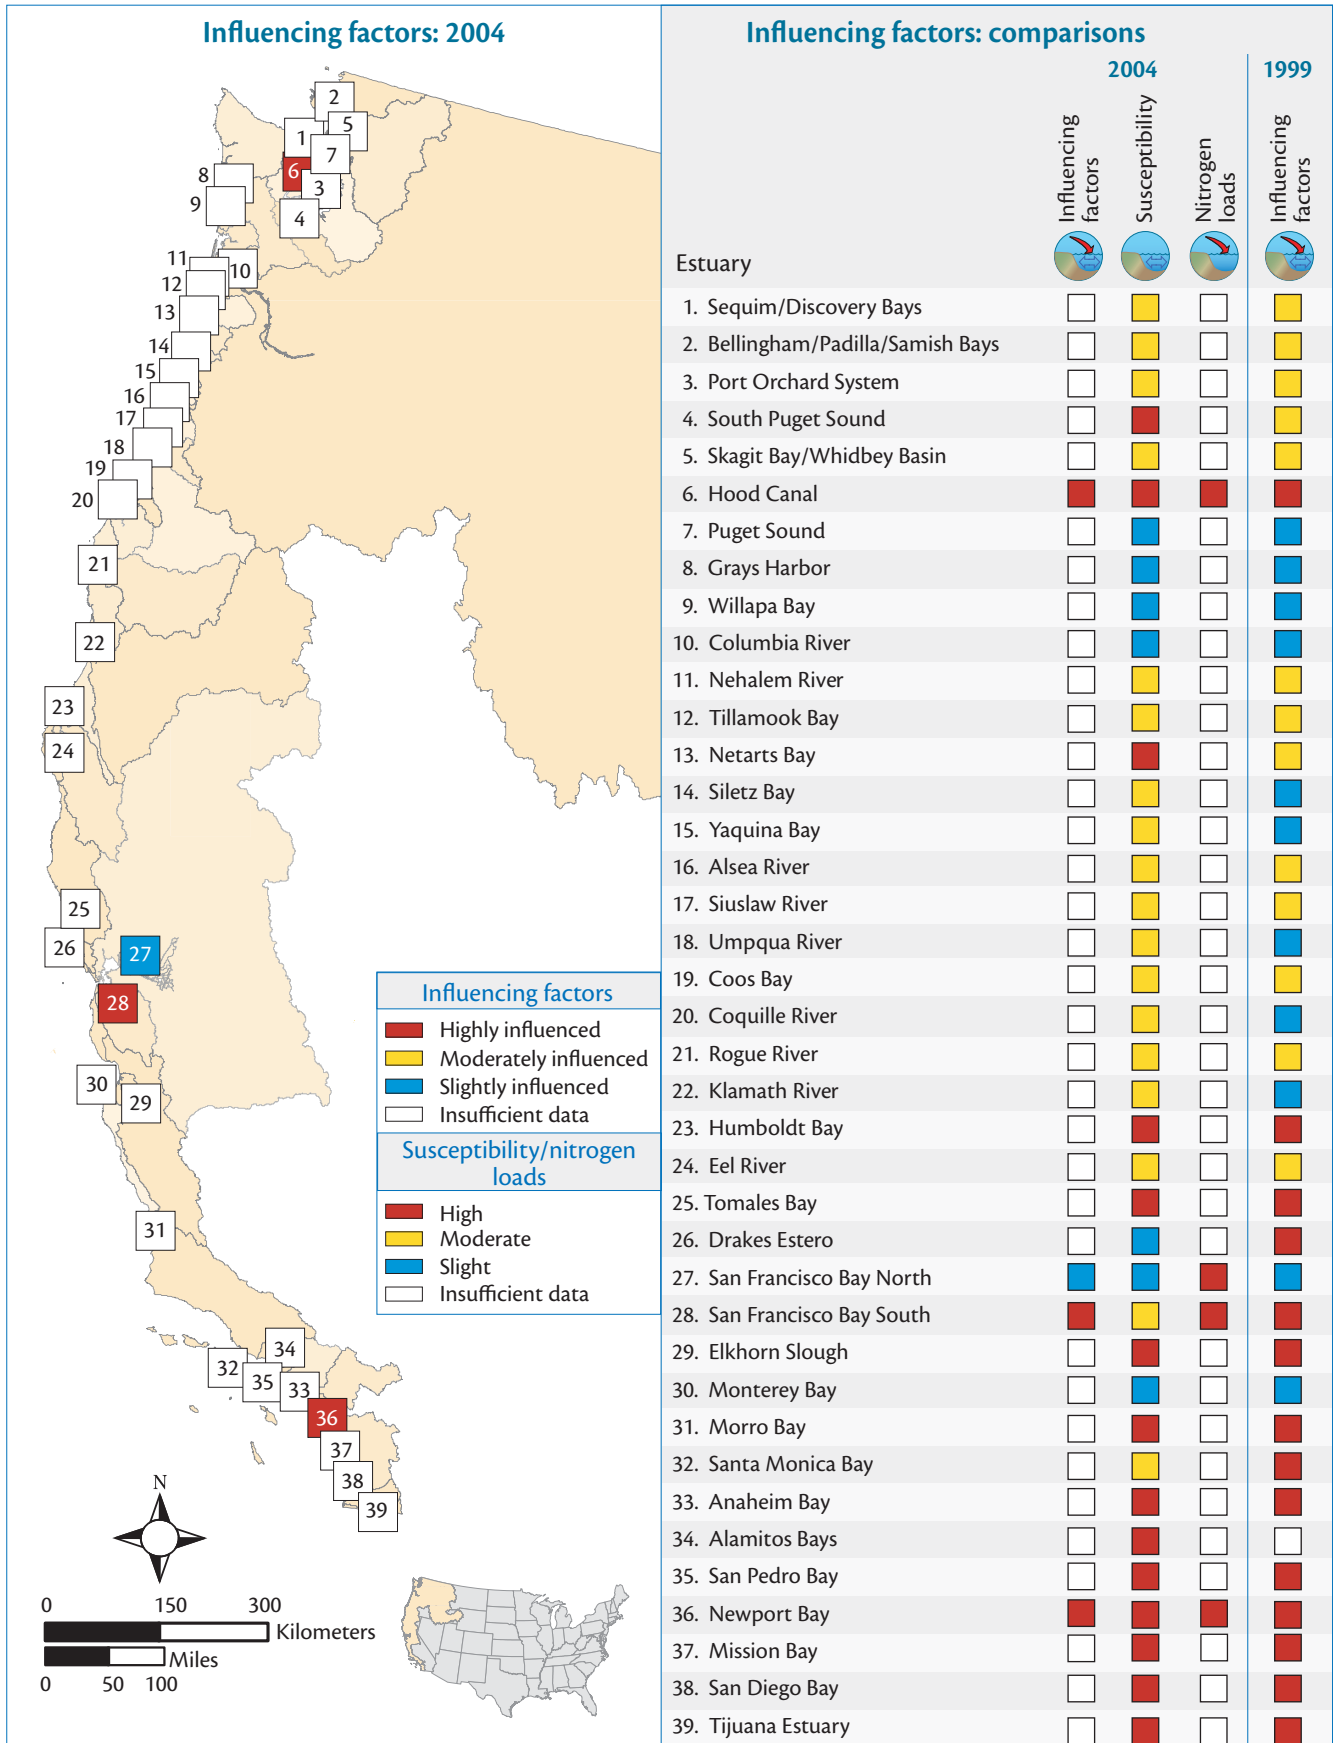 Influencing factors: 2004
2
5
1
7
6
3
8
9
4
11
10
12
13
14
15
16
17
18
19
20
21
22
23
24
25
26
27
28
30
29
31
34
32
35
33
36
37
38
39
Influencing factors
Highly influenced
Moderately influenced
Slightly influenced
Insufficient data
Susceptibility/nitrogen
loads
High
Moderate
Slight
Insufficient data
N
0 150 300
Kilometers
Miles
0 50 100
Influencing factors: comparisons
2004 1999
Influencing
factors
Susceptibility
Nitrogen
loads
Influencing
factors
Estuary
1. Sequim/Discovery Bays
2. Bellingham/Padilla/Samish Bays
3. Port Orchard System
4. South Puget Sound
5. Skagit Bay/Whidbey Basin
6. Hood Canal
7. Puget Sound
8. Grays Harbor
9. Willapa Bay
10. Columbia River
11. Nehalem River
12. Tillamook Bay
13. Netarts Bay
14. Siletz Bay
15. Yaquina Bay
16. Alsea River
17. Siuslaw River
18. Umpqua River
19. Coos Bay
20. Coquille River
21. Rogue River
22. Klamath River
23. Humboldt Bay
24. Eel River
25. Tomales Bay
26. Drakes Estero
27. San Francisco Bay North
28. San Francisco Bay South
29. Elkhorn Slough
30. Monterey Bay
31. Morro Bay
32. Santa Monica Bay
33. Anaheim Bay
34. Alamitos Bays
35. San Pedro Bay
36. Newport Bay
37. Mission Bay
38. San Diego Bay
39. Tijuana Estuary